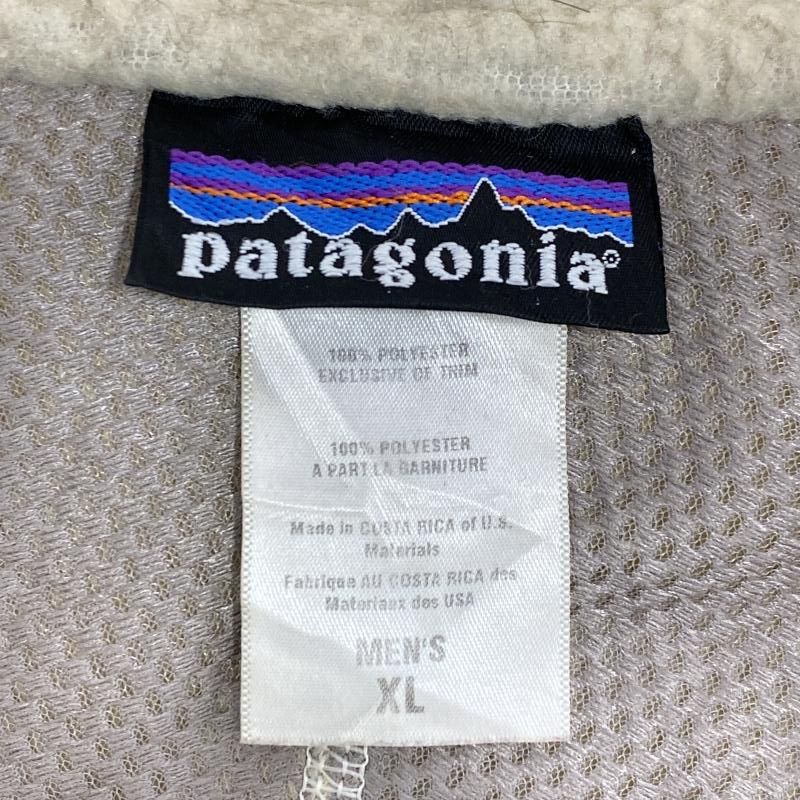 patagonia®
100% POLYESTER
EXCLUSIVE OF TRIM
100% POLYESTER
A PART LA GARNITURE
Made in COSTA RICA of U.S.
Materials
Fabrique AU COSTA RICA des
Materiaux des USA
MEN'S
XL